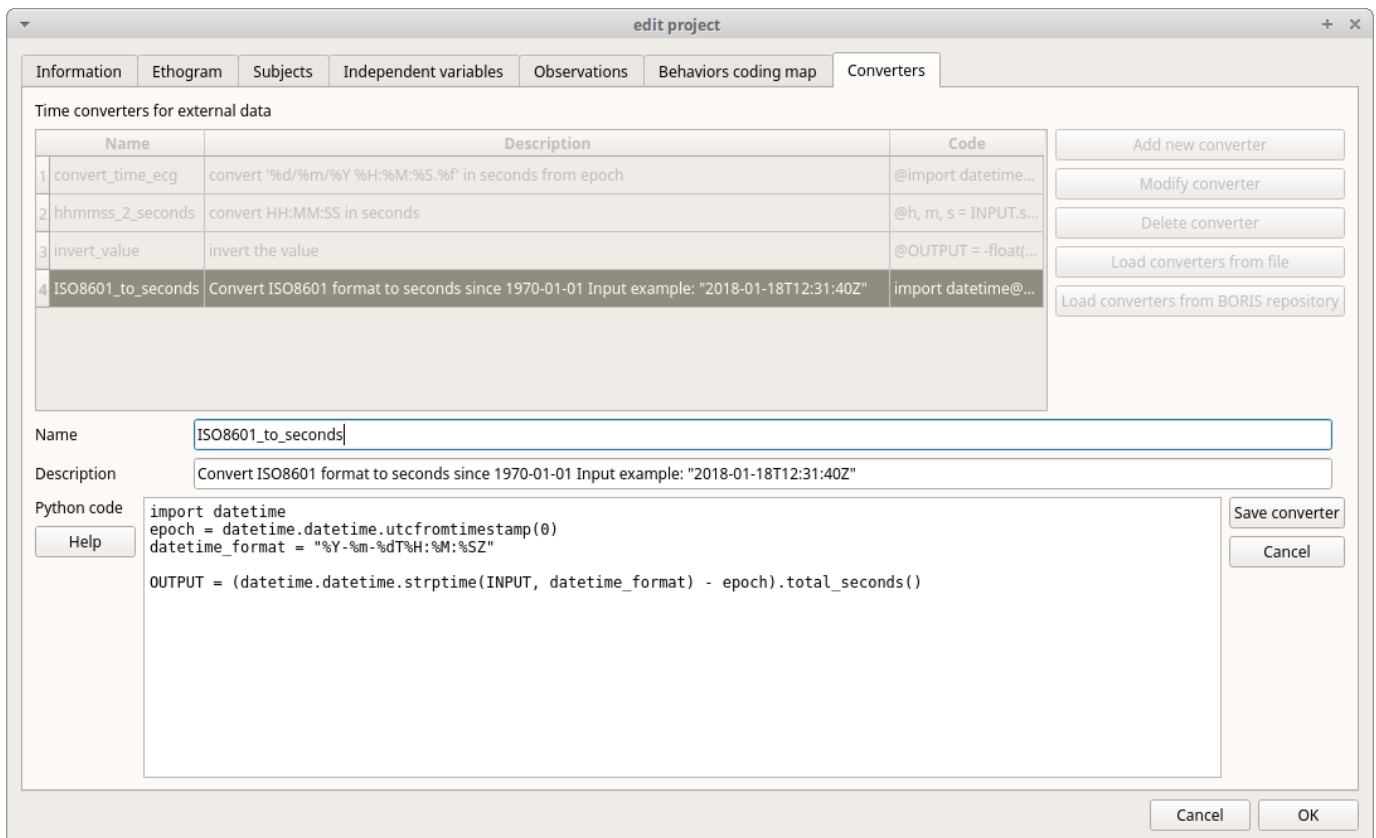 edit project
Information Ethogram Subjects Independent variables Observations Behaviors coding map Converters
Time converters for external data
Name Description Code
1 convert_time_ecg convert '%d/%m/%Y %H:%M:%S.%f' in seconds from epoch @import datetime...
Add new converter
2 hhmmss_2_seconds convert HH:MM:SS in seconds @h, m, s = INPUT.s...
Modify converter
3 invert_value invert the value @OUTPUT = -float(...
Delete converter
4 ISO8601_to_seconds Convert ISO8601 format to seconds since 1970-01-01 Input example: "2018-01-18T12:31:40Z" import datetime@...
Load converters from file
Load converters from BORIS repository
Name ISO8601_to_seconds
Description Convert ISO8601 format to seconds since 1970-01-01 Input example: "2018-01-18T12:31:40Z"
Python code
Help
import datetime
epoch = datetime.datetime.utcfromtimestamp(0)
datetime_format = "%Y-%m-%dT%H:%M:%SZ"
OUTPUT = (datetime.datetime.strptime(INPUT, datetime_format) - epoch).total_seconds()
Save converter
Cancel
Cancel OK